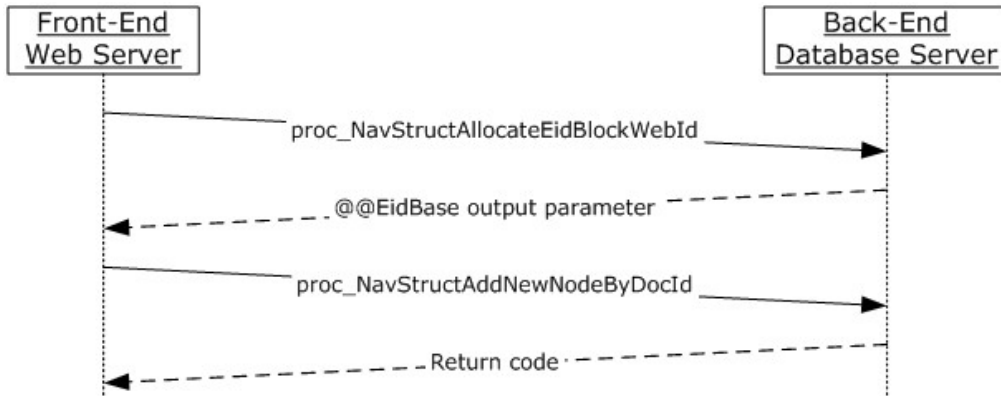 Front-End
Web Server
Back-End
Database Server
proc_NavStructAllocateEidBlockWebId
@@EidBase output parameter
proc_NavStructAddNewNodeByDocId
Return code